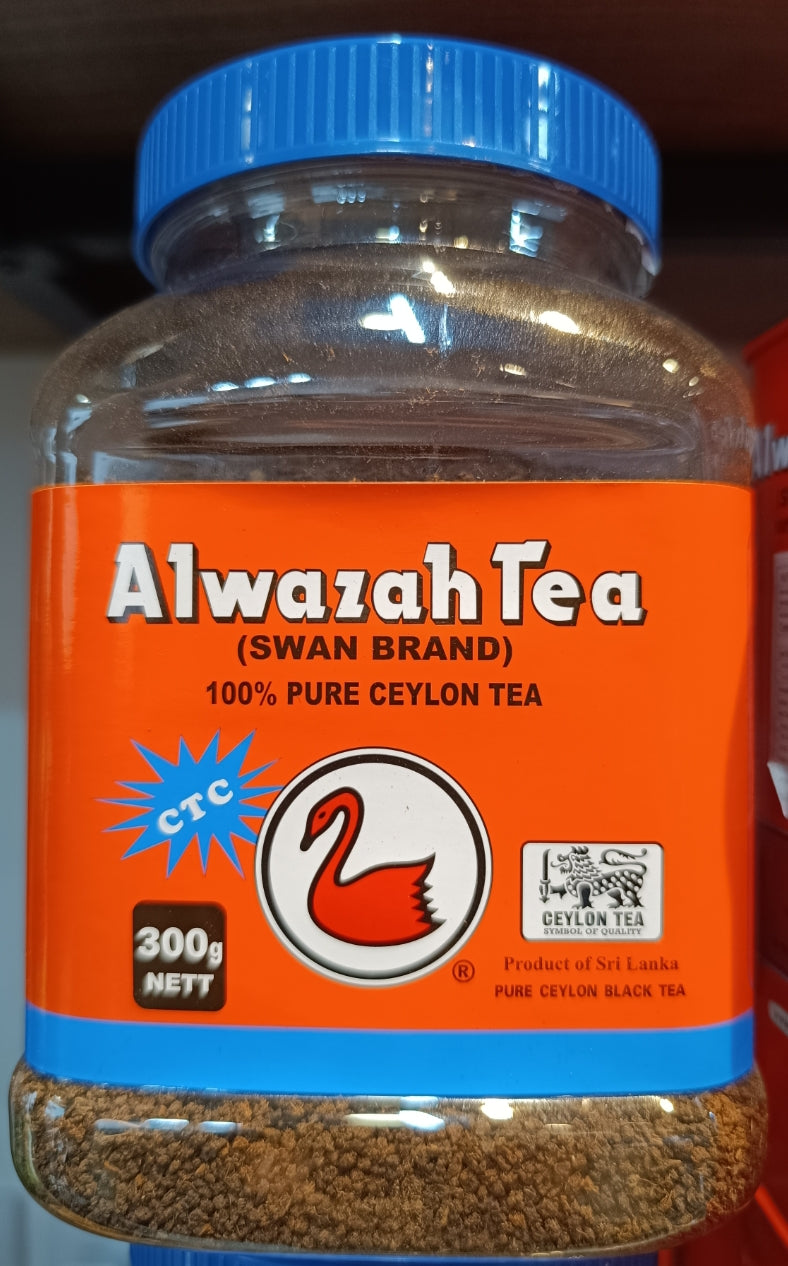 Alwazah Tea
(SWAN BRAND)
100% PURE CEYLON TEA
CTC
300g
NETT
®
CEYLON TEA
SYMBOL OF QUALITY
Product of Sri Lanka
PURE CEYLON BLACK TEA